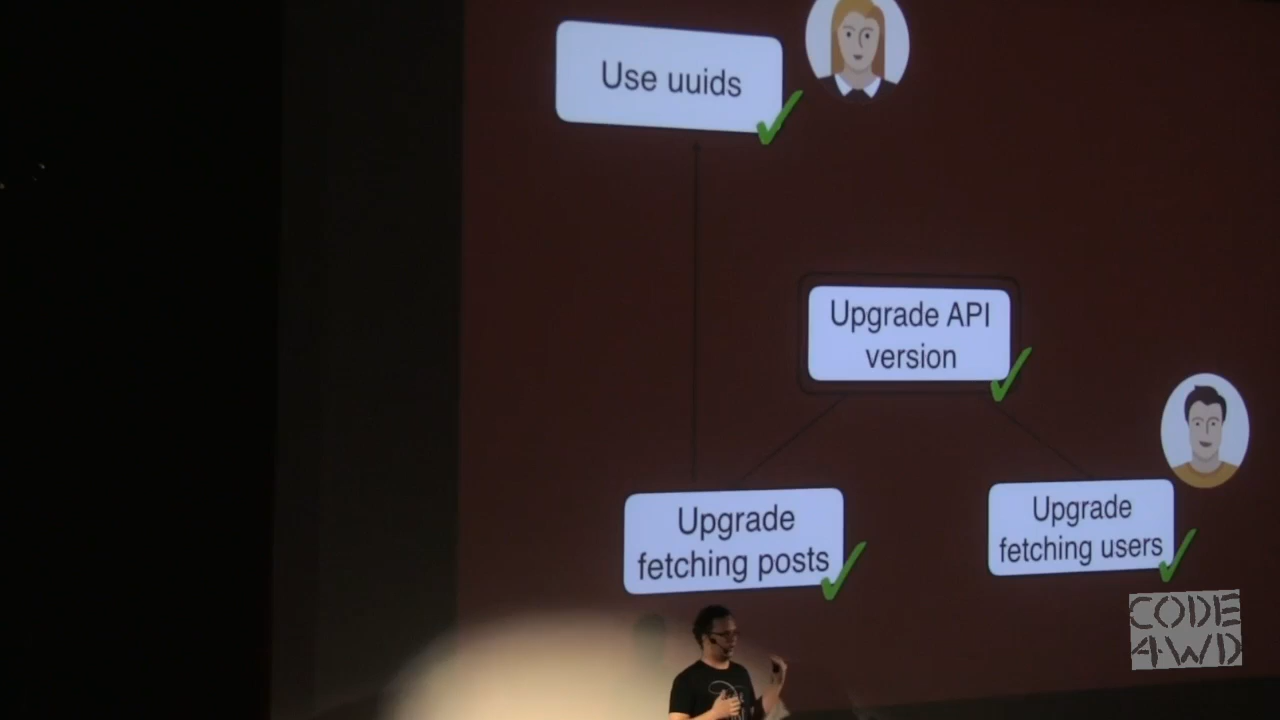 Use uuids
Upgrade API
version
Upgrade
fetching posts
Upgrade
fetching users
CODE
4WD